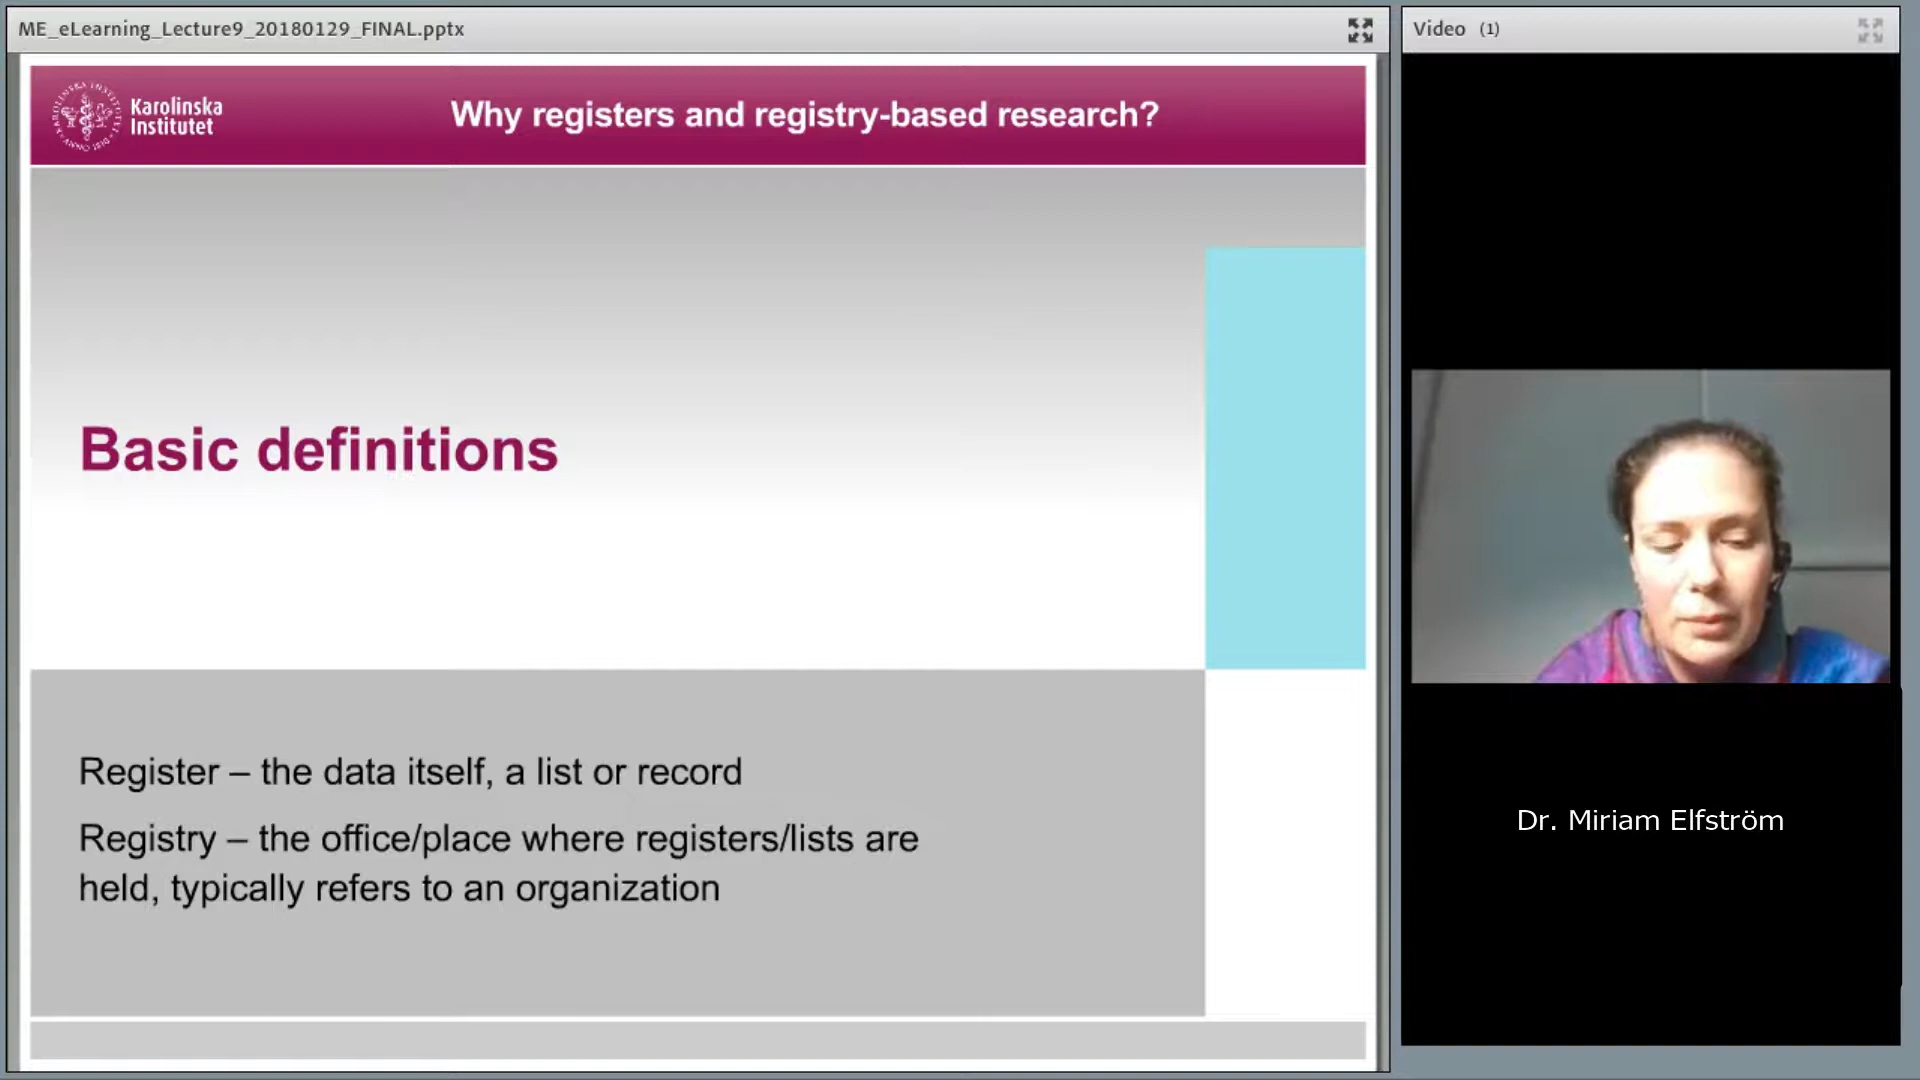 ME_eLearning_Lecture9_20180129_FINAL.pptx
Video (1)
Karolinska
Institutet
Why registers and registry-based research?
Basic definitions
Register – the data itself, a list or record
Registry – the office/place where registers/lists are
held, typically refers to an organization
Dr. Miriam Elfström